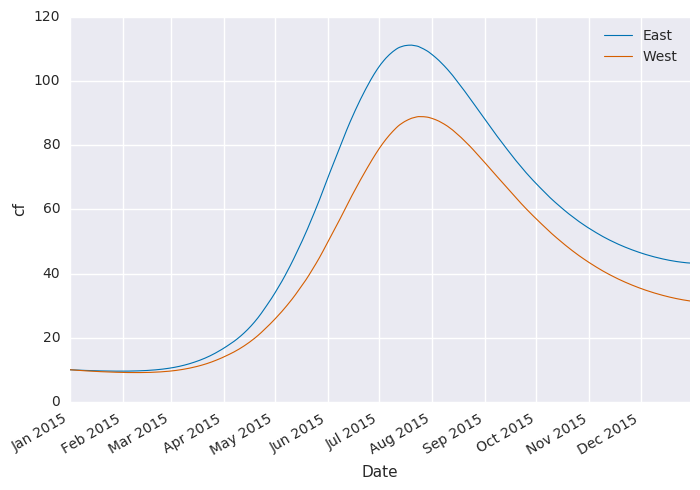 120
100
80
60
40
20
0
cf
East
West
Jan 2015
Feb 2015
Mar 2015
Apr 2015
May 2015
Jun 2015
Jul 2015
Aug 2015
Sep 2015
Oct 2015
Nov 2015
Dec 2015
Date